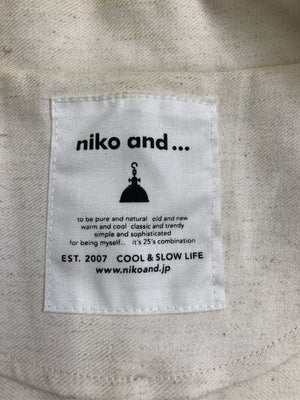 niko and ...
to be pure and natural old and new
warm and cool classic and trendy
simple and sophisticated
for being myself... it's 25's combination
EST. 2007 COOL & SLOW LIFE
www.nikoand.jp